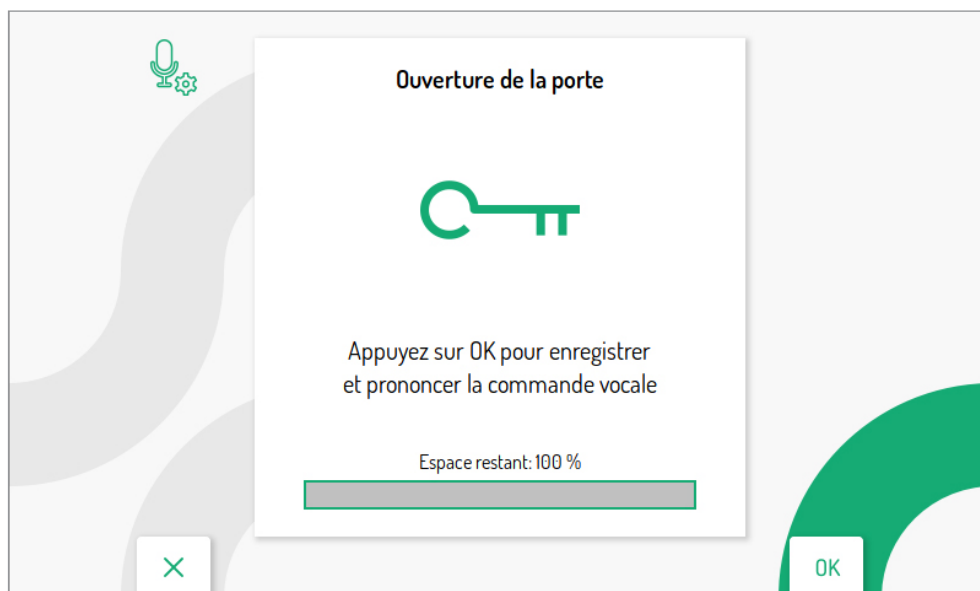 Ouverture de la porte
Appuyez sur OK pour enregistrer
et prononcer la commande vocale
Espace restant: 100 %
OK